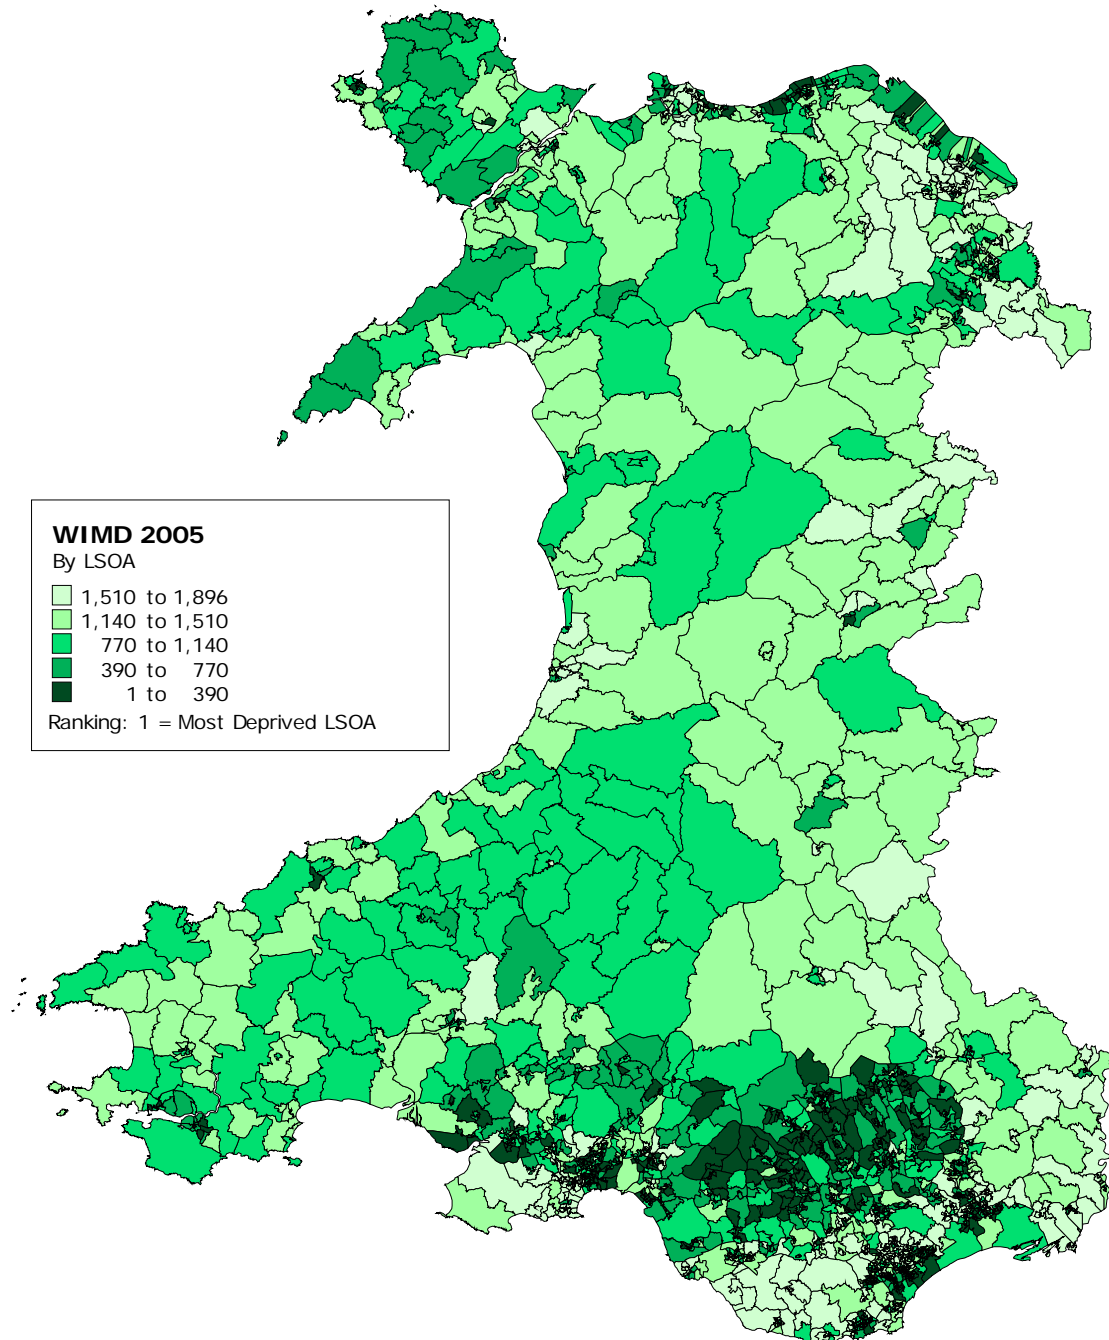 WIMD 2005
By LSOA
1,510 to 1,896
1,140 to 1,510
770 to 1,140
390 to 770
1 to 390
Ranking: 1 = Most Deprived LSOA